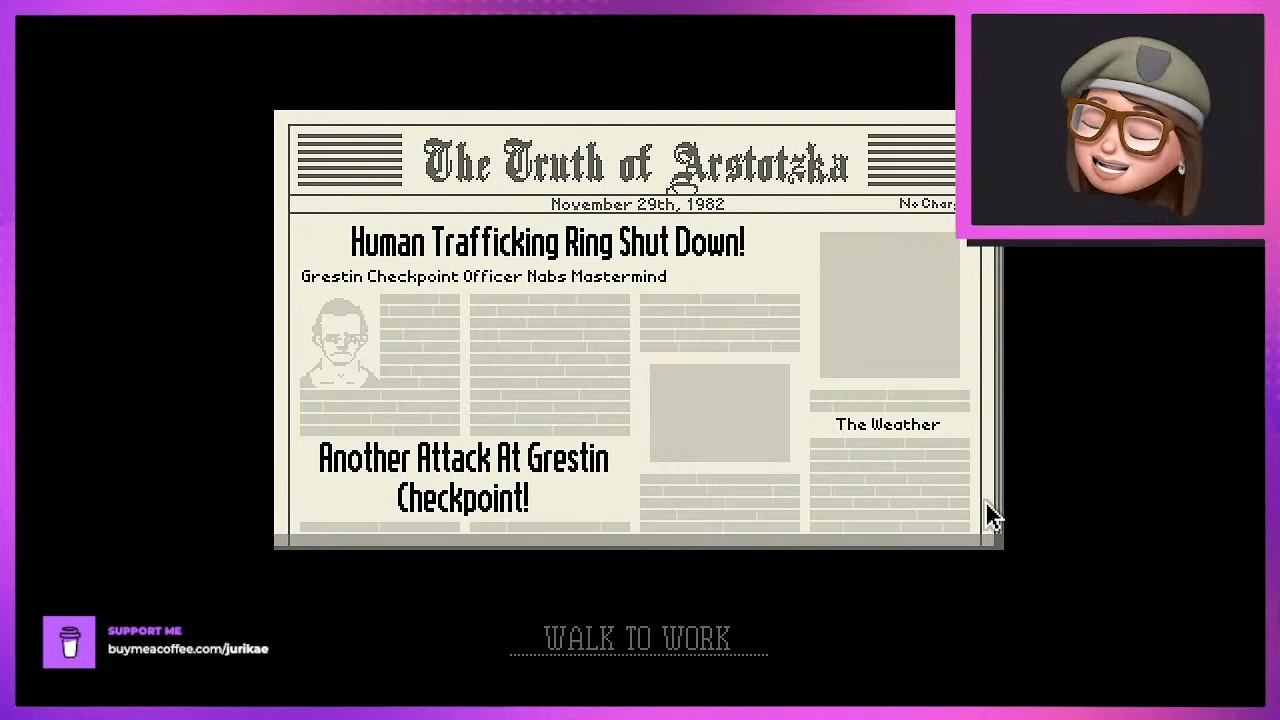 The Truth of Arstotzka
November 29th, 1982
No
Human Trafficking Ring Shut Down!
Grestin Checkpoint Officer Nabs Mastermind
Another Attack At Grestin
Checkpoint!
The Weather
SUPPORT ME
buymeacoffee.com/jurikae
WALK TO WORK